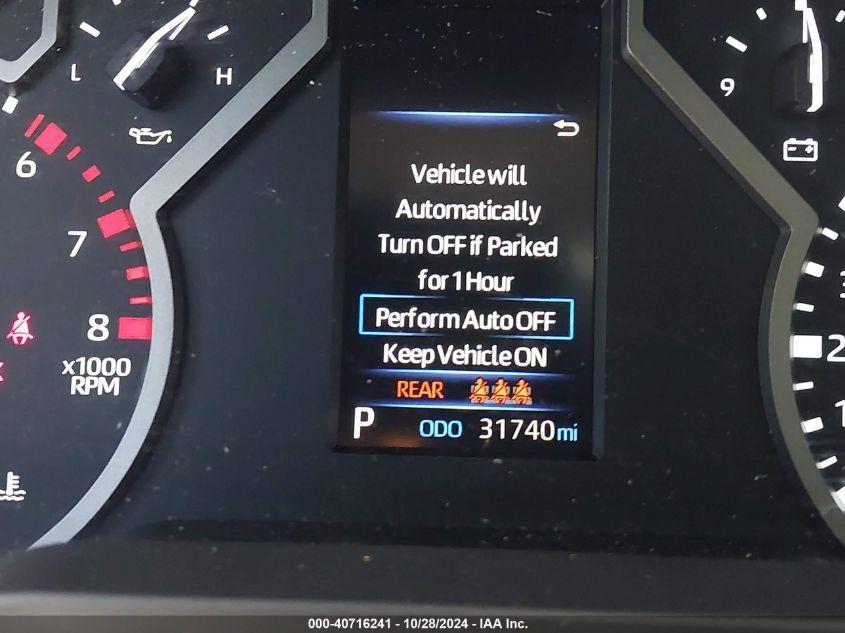 L
H
9
Vehicle will
Automatically
Turn OFF if Parked
for 1 Hour
Perform Auto OFF
Keep Vehicle ON
REAR
P ODO 31740 mi
6
7
8
x1000
RPM
2
1
000-40716241 - 10/28/2024 - IAA Inc.